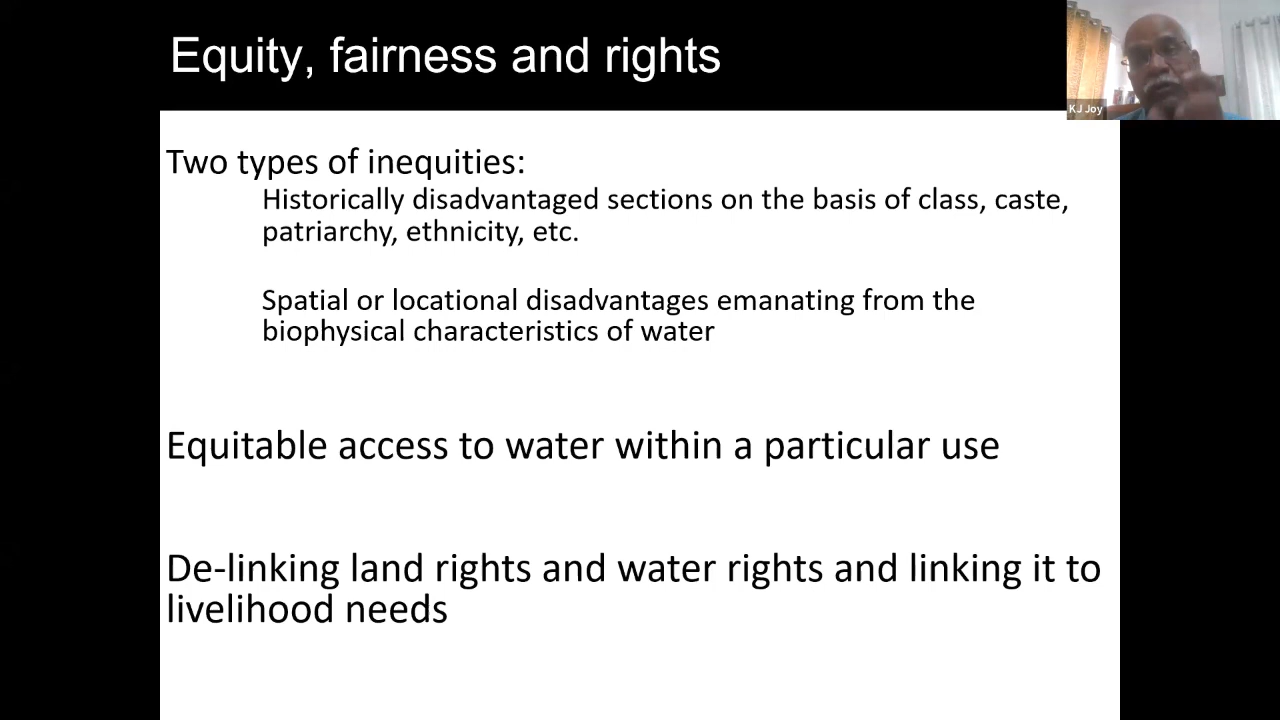 Equity, fairness and rights
KJ Joy
Two types of inequities:
Historically disadvantaged sections on the basis of class, caste,
patriarchy, ethnicity, etc.
Spatial or locational disadvantages emanating from the
biophysical characteristics of water
Equitable access to water within a particular use
De-linking land rights and water rights and linking it to
livelihood needs